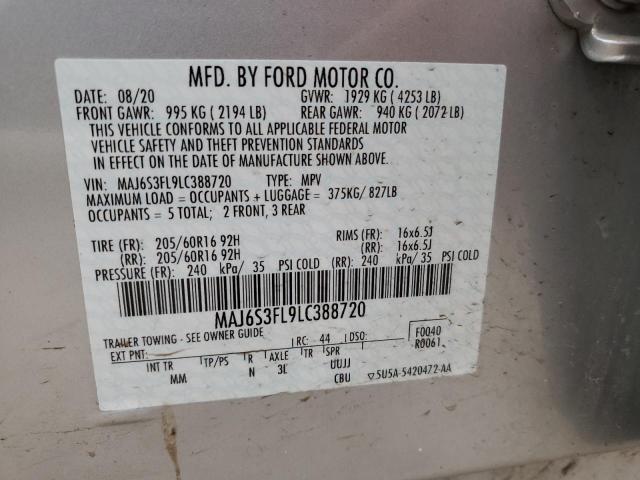 MFD. BY FORD MOTOR CO.
DATE: 08/20 GVWR: 1929 KG ( 4253 LB)
FRONT GAWR: 995 KG ( 2194 LB) REAR GAWR: 940 KG ( 2072 LB)
THIS VEHICLE CONFORMS TO ALL APPLICABLE FEDERAL MOTOR
VEHICLE SAFETY AND THEFT PREVENTION STANDARDS
IN EFFECT ON THE DATE OF MANUFACTURE SHOWN ABOVE.
VIN: MAJ6S3FL9LC388720 TYPE: MPV
MAXIMUM LOAD = OCCUPANTS + LUGGAGE = 375KG/ 827LB
OCCUPANTS = 5 TOTAL; 2 FRONT, 3 REAR
TIRE (FR): 205/60R16 92H RIMS (FR): 16x6.5J
(RR): 205/60R16 92H (RR): 16x6.5J
PRESSURE (FR): 240 kPa/ 35 PSI COLD (RR): 240 kPa/ 35 PSI COLD
MAJ6S3FL9LC388720
TRAILER TOWING - SEE OWNER GUIDE RC: 44 DSO: F0040
EXT PNT: R0061
INT TR TP/PS R AXLE TR SPR
MM N 3L UUJJ
CBU 5U5A-5420472-AA